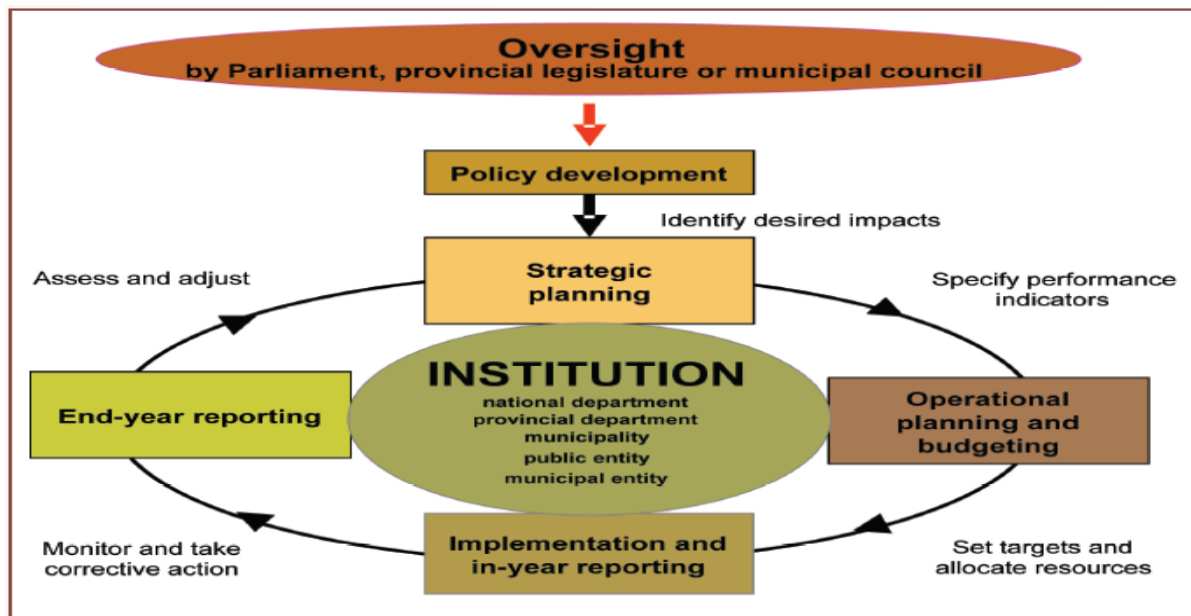 Oversight
by Parliament, provincial legislature or municipal council
Policy development
Identify desired impacts
Strategic
planning
Assess and adjust
Specify performance
indicators
INSTITUTION
national department
provincial department
municipality
public entity
municipal entity
End-year reporting
Operational
planning and
budgeting
Implementation and
in-year reporting
Monitor and take
corrective action
Set targets and
allocate resources